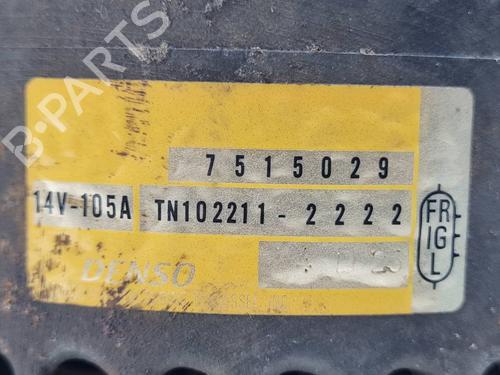 B-PARTS
7515029
14V-105A TN102211-2222
FR
IG
L
DENSO